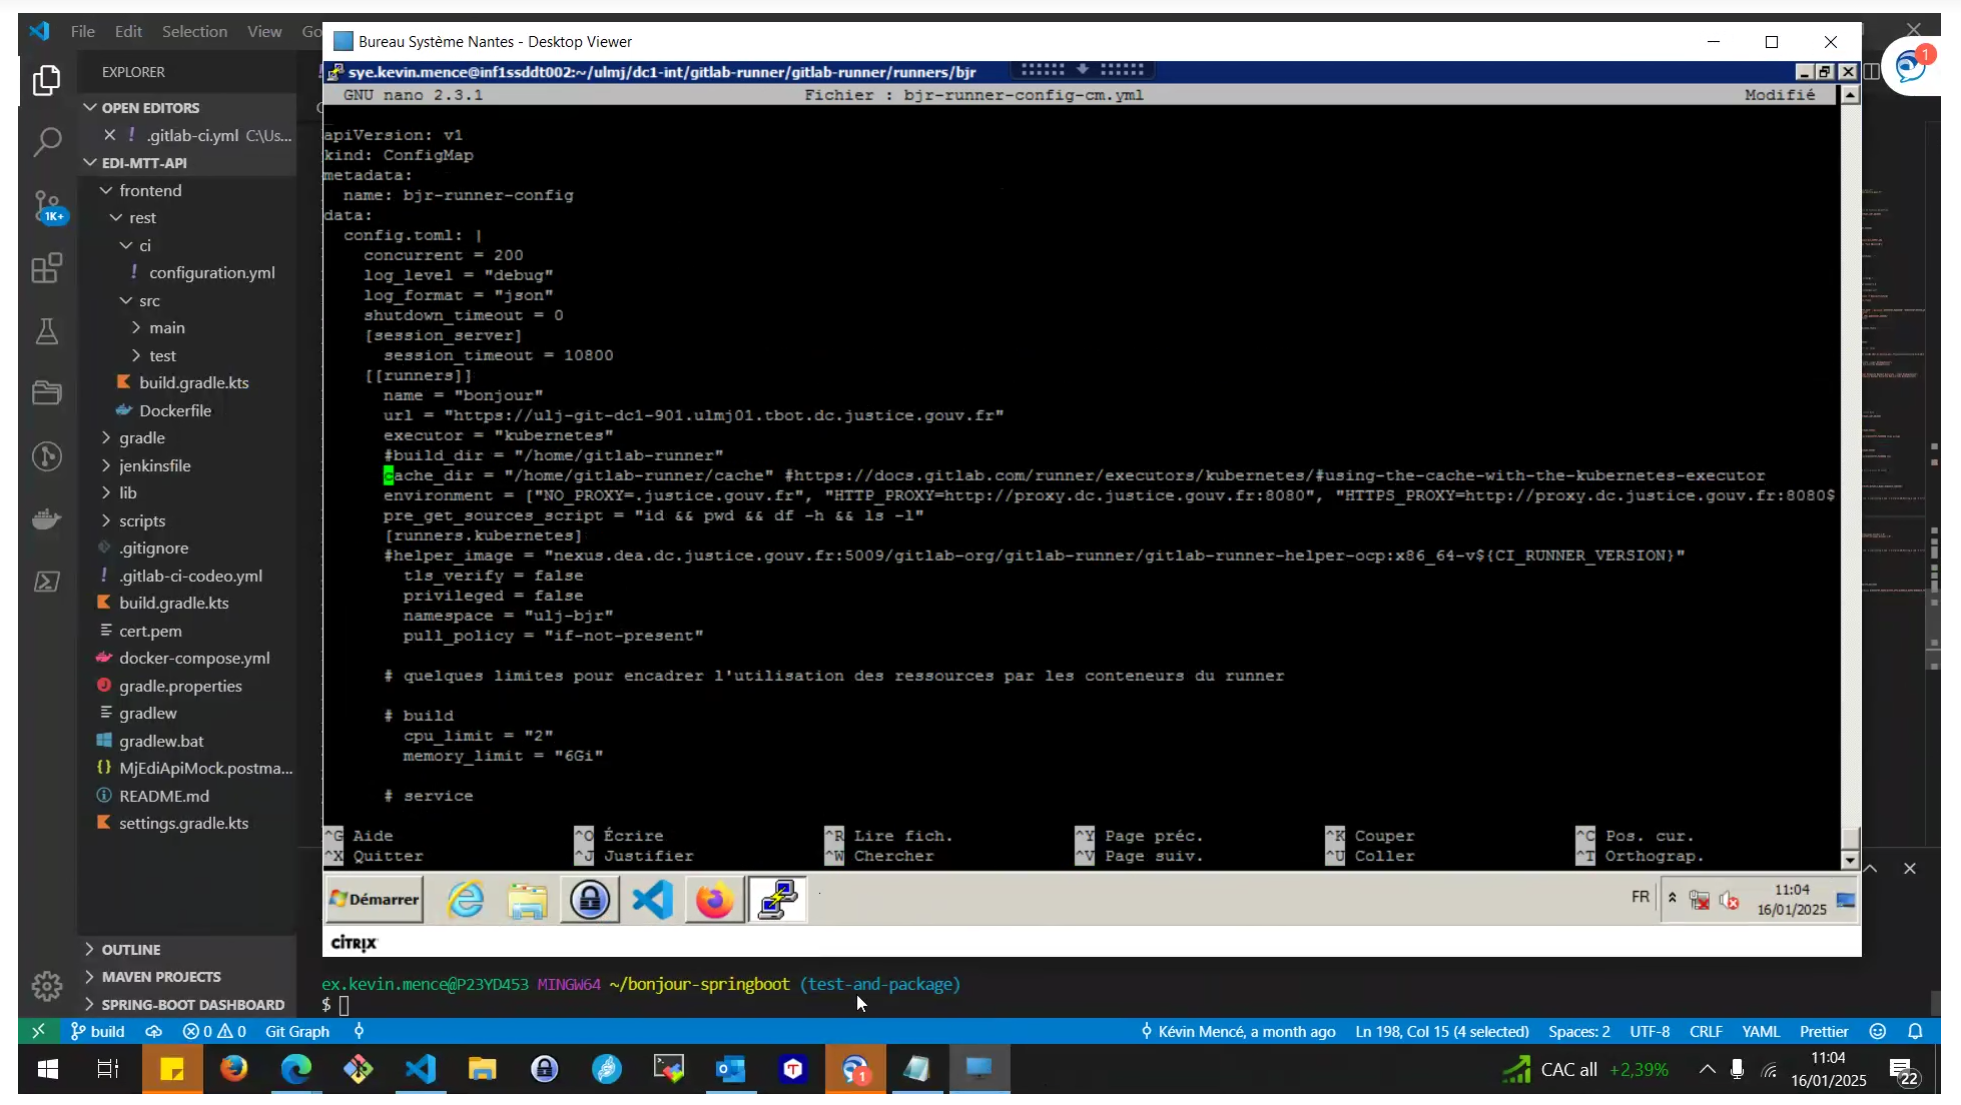 File Edit Selection View Go
Bureau Système Nantes - Desktop Viewer
1
EXPLORER
OPEN EDITORS
.gitlab-ci.yml C:\Us...
EDI-MTT-API
frontend
rest
ci
configuration.yml
src
main
test
build.gradle.kts
Dockerfile
gradle
jenkinsfile
lib
scripts
.gitignore
.gitlab-ci-codeo.yml
build.gradle.kts
cert.pem
docker-compose.yml
gradle.properties
gradlew
gradlew.bat
MjEdiApiMock.postma...
README.md
settings.gradle.kts
OUTLINE
MAVEN PROJECTS
SPRING-BOOT DASHBOARD
1K+
sye.kevin.mence@inf1ssddt002:~/ulmj/dc1-int/gitlab-runner/gitlab-runner/runners/bjr
GNU nano 2.3.1 Fichier : bjr-runner-config-cm.yml Modifié
apiVersion: v1
kind: ConfigMap
metadata:
name: bjr-runner-config
data:
config.toml: |
concurrent = 200
log_level = "debug"
log_format = "json"
shutdown_timeout = 0
[session_server]
session_timeout = 10800
[[runners]]
name = "bonjour"
url = "https://ulj-git-dc1-901.ulmj01.tbot.dc.justice.gouv.fr"
executor = "kubernetes"
#build_dir = "/home/gitlab-runner"
cache_dir = "/home/gitlab-runner/cache" #https://docs.gitlab.com/runner/executors/kubernetes/#using-the-cache-with-the-kubernetes-executor
environment = ["NO_PROXY=.justice.gouv.fr", "HTTP_PROXY=http://proxy.dc.justice.gouv.fr:8080", "HTTPS_PROXY=http://proxy.dc.justice.gouv.fr:8080$
pre_get_sources_script = "id && pwd && df -h && ls -l"
[runners.kubernetes]
#helper_image = "nexus.dea.dc.justice.gouv.fr:5009/gitlab-org/gitlab-runner/gitlab-runner-helper-ocp:x86_64-v${CI_RUNNER_VERSION}"
tls_verify = false
privileged = false
namespace = "ulj-bjr"
pull_policy = "if-not-present"
# quelques limites pour encadrer l'utilisation des ressources par les conteneurs du runner
# build
cpu_limit = "2"
memory_limit = "6Gi"
# service
^G Aide ^O Écrire ^R Lire fich. ^Y Page préc. ^K Couper ^C Pos. cur.
^X Quitter ^J Justifier ^W Chercher ^V Page suiv. ^U Coller ^T Orthograp.
Démarrer FR 11:04
16/01/2025
citrix
ex.kevin.mence@P23YD453 MINGW64 ~/bonjour-springboot (test-and-package)
$
build 0 0 Git Graph Kévin Mencé, a month ago Ln 198, Col 15 (4 selected) Spaces: 2 UTF-8 CRLF YAML Prettier
1 CAC all +2,39% 11:04
16/01/2025 22